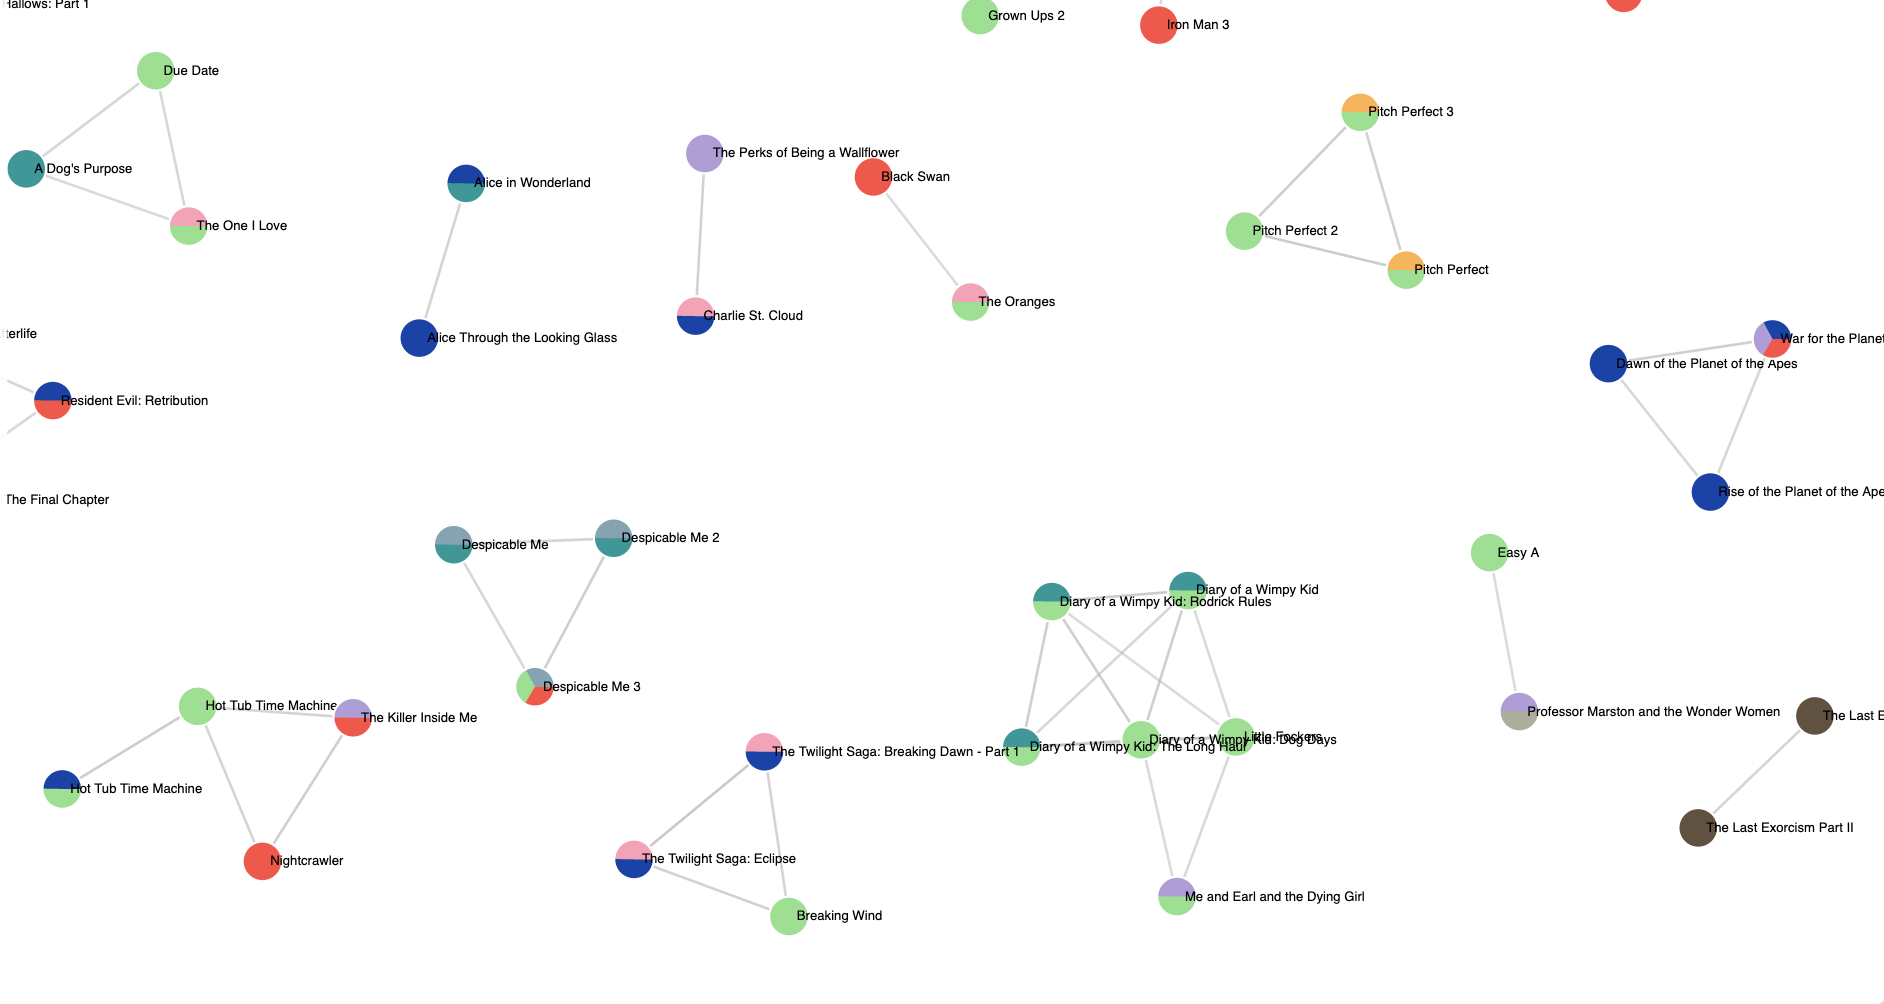 Hallows: Part 1
Grown Ups 2
Iron Man 3
Due Date
Pitch Perfect 3
The Perks of Being a Wallflower
A Dog's Purpose
Black Swan
Alice in Wonderland
The One I Love
Pitch Perfect 2
Pitch Perfect
The Oranges
Charlie St. Cloud
terlife
Alice Through the Looking Glass
War for the Planet
Dawn of the Planet of the Apes
Resident Evil: Retribution
Rise of the Planet of the Ape
The Final Chapter
Despicable Me 2
Despicable Me
Easy A
Diary of a Wimpy Kid
Diary of a Wimpy Kid: Rodrick Rules
Despicable Me 3
Hot Tub Time Machine
The Killer Inside Me
Professor Marston and the Wonder Women
The Last E
Little Fockers
Diary of a Wimpy Kid: Dog Days
Diary of a Wimpy Kid: The Long Haul
The Twilight Saga: Breaking Dawn - Part 1
Hot Tub Time Machine
The Last Exorcism Part II
The Twilight Saga: Eclipse
Nightcrawler
Me and Earl and the Dying Girl
Breaking Wind